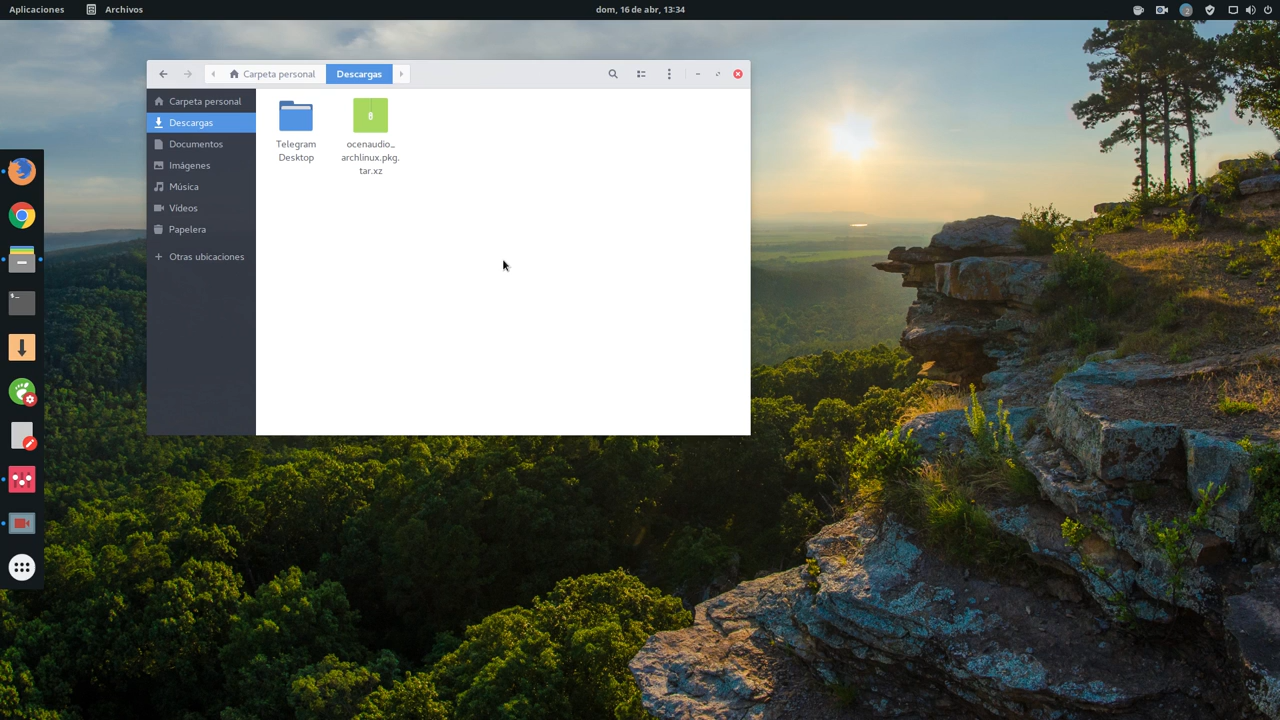 Aplicaciones Archivos dom, 16 de abr, 13:34
Carpeta personal Descargas
Carpeta personal
Descargas
Documentos
Imágenes
Música
Vídeos
Papelera
Otras ubicaciones
Telegram
Desktop
ocenaudio_
archlinux.pkg.
tar.xz